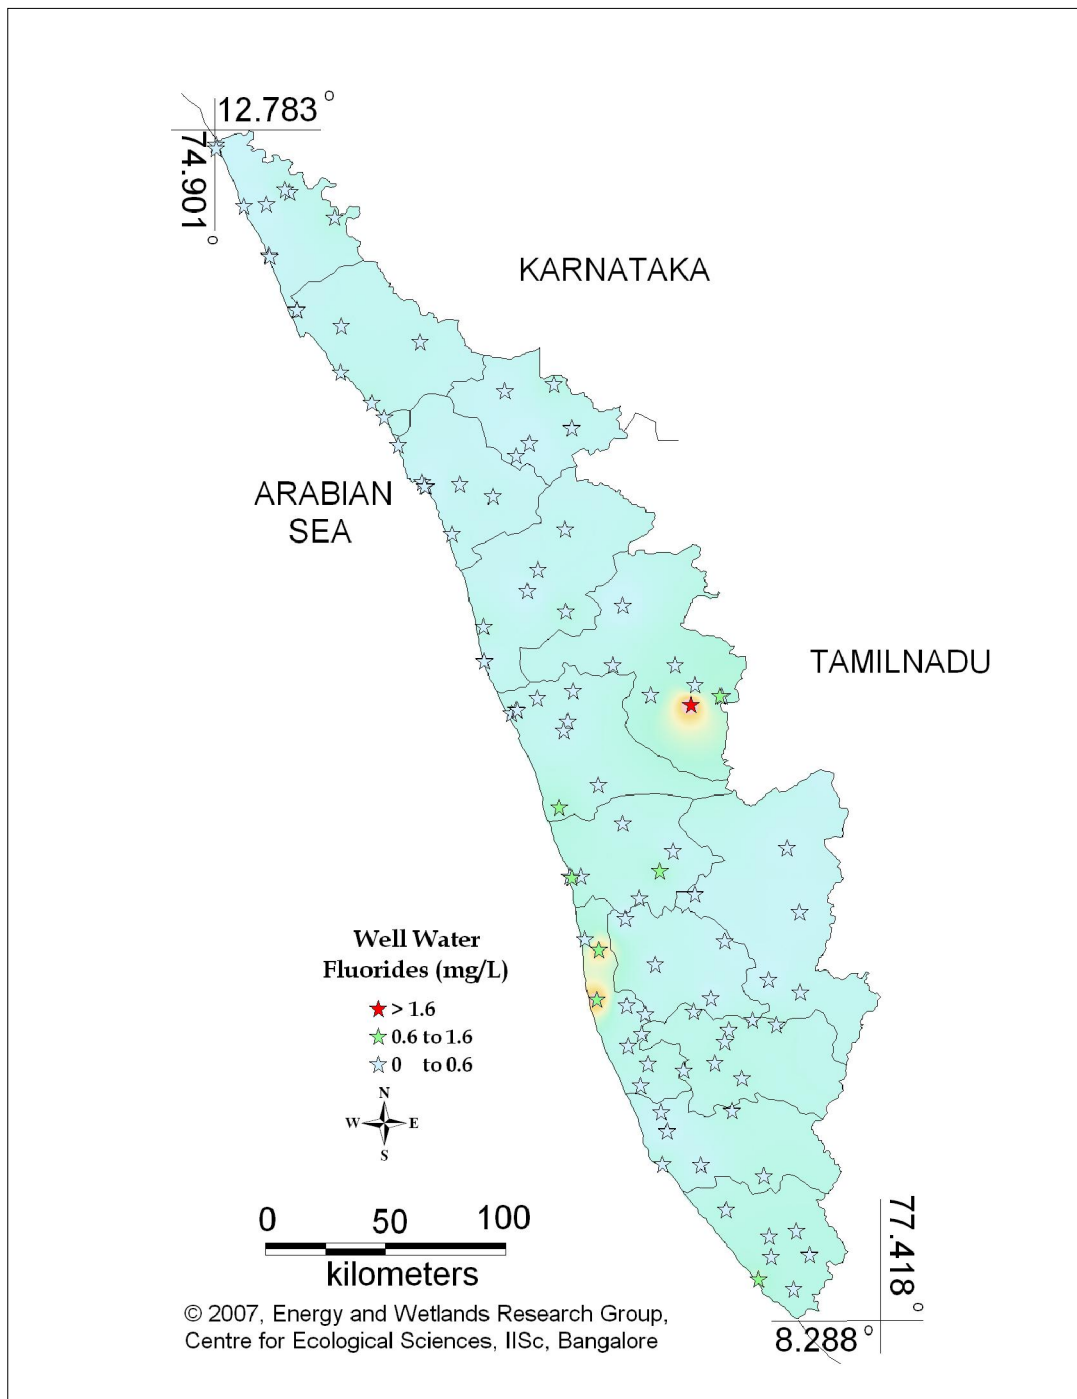 12.783 °
74.901 °
KARNATAKA
ARABIAN
SEA
TAMILNADU
Well Water
Fluorides (mg/L)
> 1.6
0.6 to 1.6
0 to 0.6
N
W E
S
0 50 100
kilometers
77.418 °
8.288 °
© 2007, Energy and Wetlands Research Group,
Centre for Ecological Sciences, IISc, Bangalore